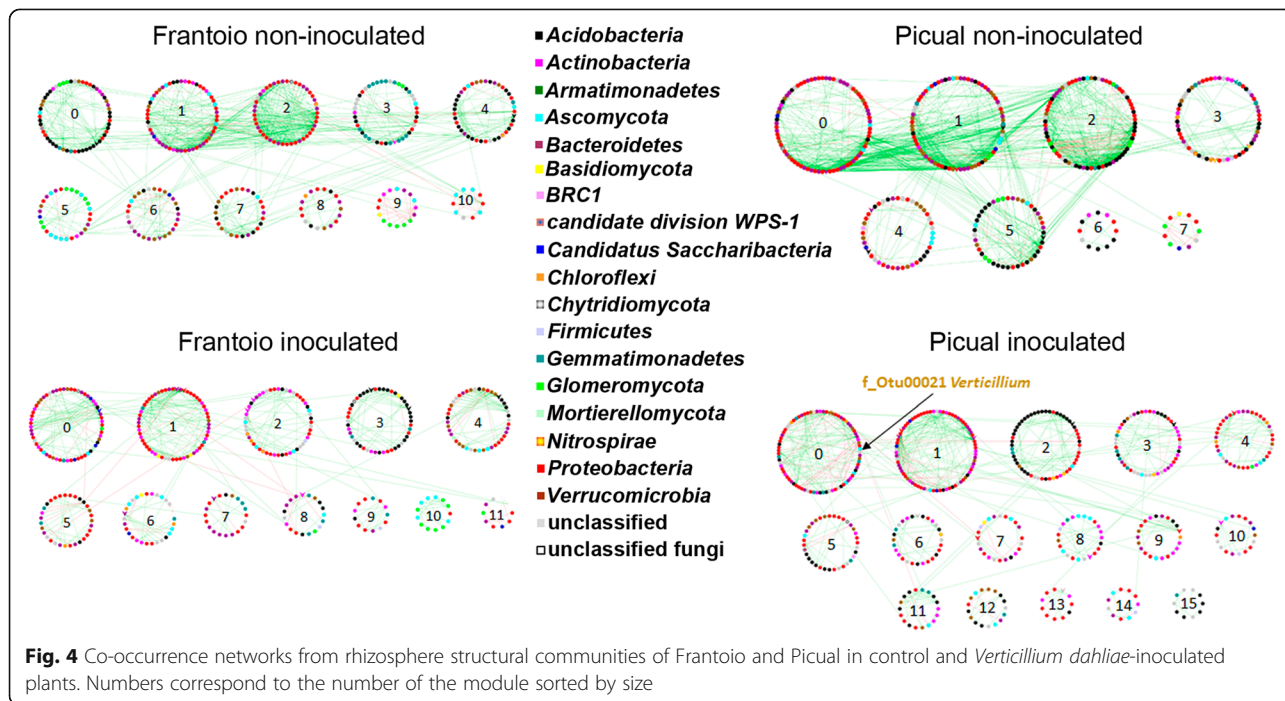 Frantoio non-inoculated
0
1
2
3
4
5
6
7
8
9
10
Frantoio inoculated
0
1
2
3
4
5
6
7
8
9
10
11
Acidobacteria
Actinobacteria
Armatimonadetes
Ascomycota
Bacteroidetes
Basidiomycota
BRC1
candidate division WPS-1
Candidatus Saccharibacteria
Chloroflexi
Chytridiomycota
Firmicutes
Gemmatimonadetes
Glomeromycota
Mortierellomycota
Nitrospirae
Proteobacteria
Verrucomicrobia
unclassified
unclassified fungi
Picual non-inoculated
0
1
2
3
4
5
6
7
Picual inoculated
f_Otu00021 Verticillium
0
1
2
3
4
5
6
7
8
9
10
11
12
13
14
15
Fig. 4 Co-occurrence networks from rhizosphere structural communities of Frantoio and Picual in control and Verticillium dahliae-inoculated
plants. Numbers correspond to the number of the module sorted by size